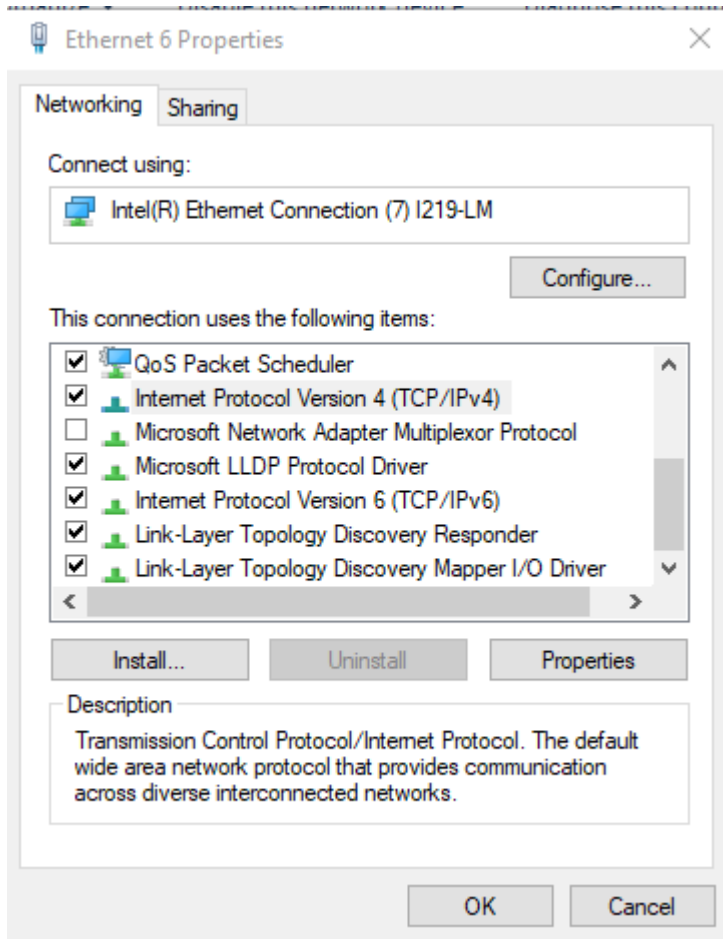 Disable this network device
Ethernet 6 Properties
Networking
Sharing
Connect using:
Intel(R) Ethernet Connection (7) I219-LM
Configure...
This connection uses the following items:
QoS Packet Scheduler
Internet Protocol Version 4 (TCP/IPv4)
Microsoft Network Adapter Multiplexor Protocol
Microsoft LLDP Protocol Driver
Internet Protocol Version 6 (TCP/IPv6)
Link-Layer Topology Discovery Responder
Link-Layer Topology Discovery Mapper I/O Driver
Install...
Uninstall
Properties
Description
Transmission Control Protocol/Internet Protocol. The default
wide area network protocol that provides communication
across diverse interconnected networks.
OK
Cancel